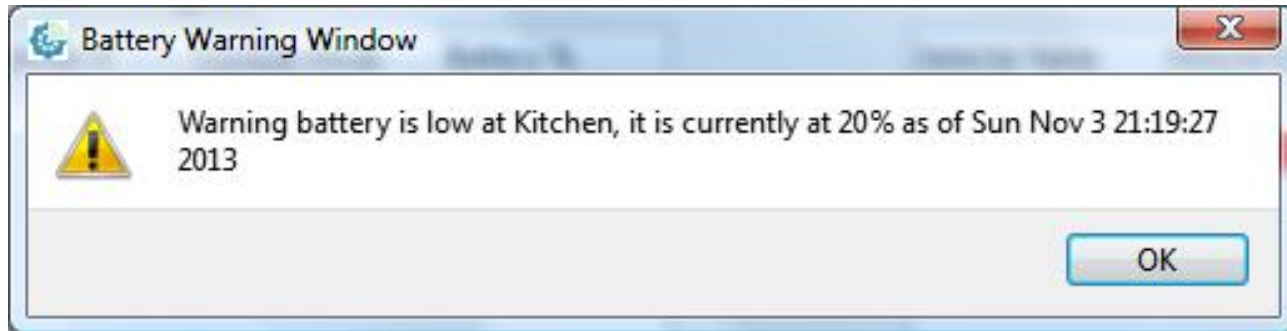 Battery Warning Window
Warning battery is low at Kitchen, it is currently at 20% as of Sun Nov 3 21:19:27
2013
OK